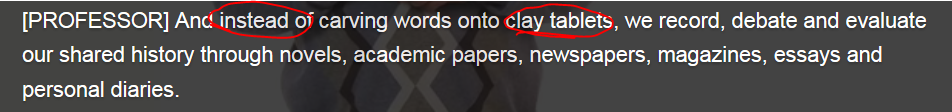 [PROFESSOR] And instead of carving words onto clay tablets, we record, debate and evaluate
our shared history through novels, academic papers, newspapers, magazines, essays and
personal diaries.